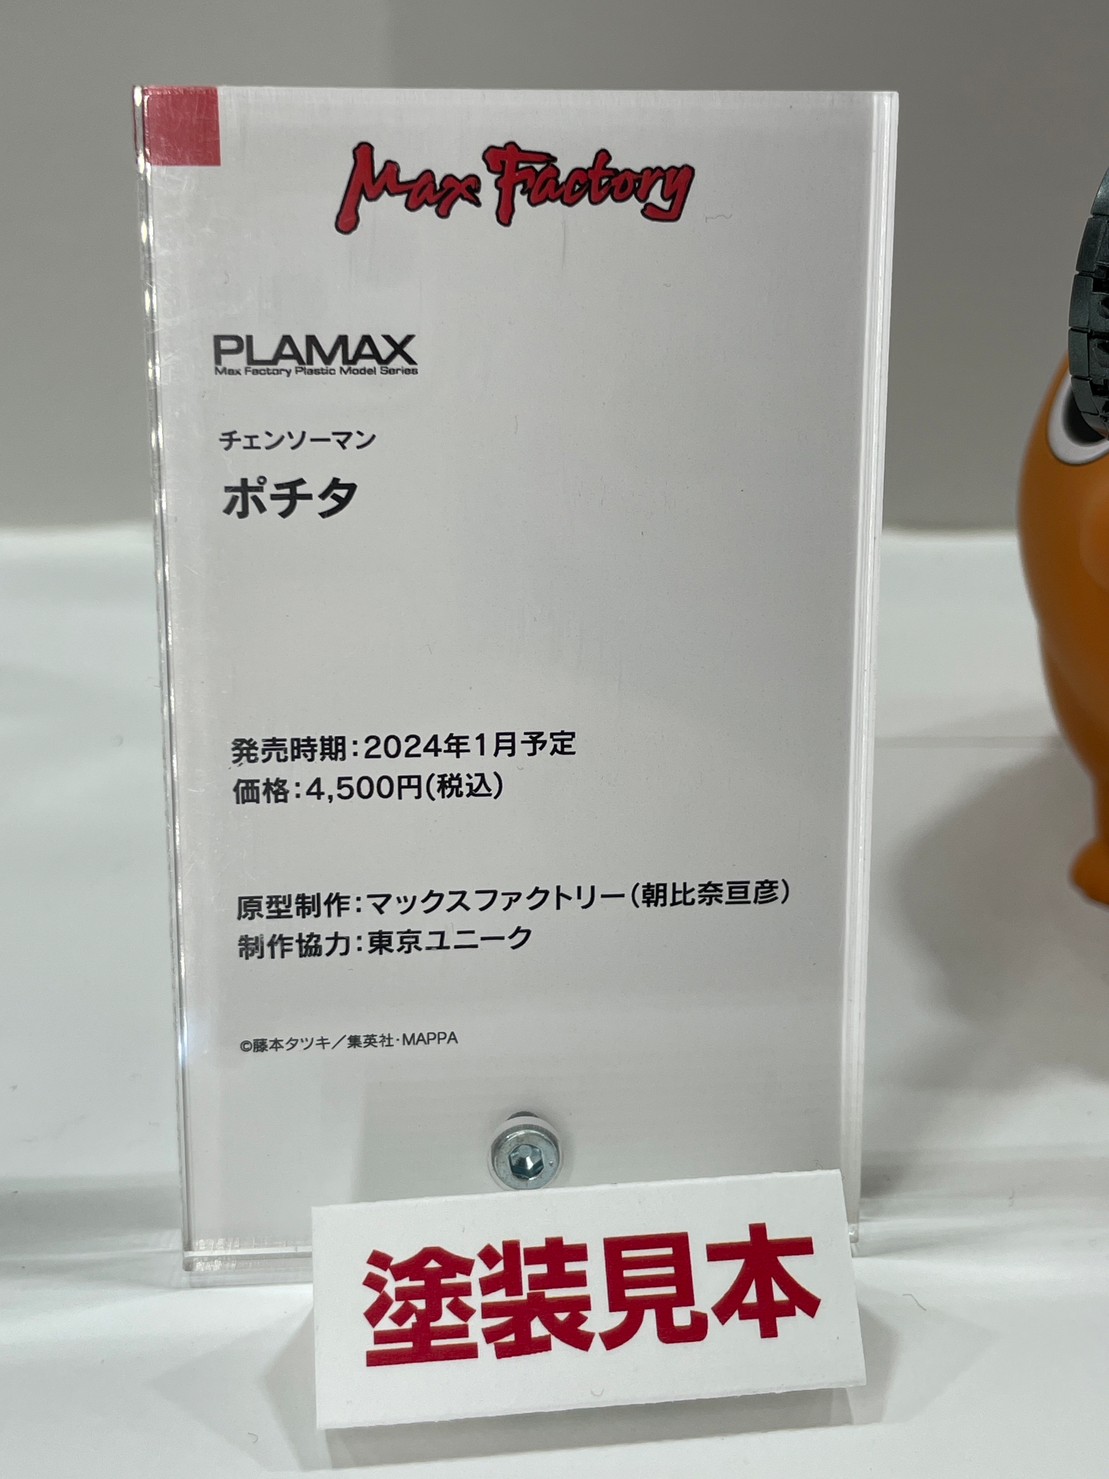 Max Factory
PLAMAX
Max Factory Plastic Model Series
チェンソーマン
ポチタ
発売時期：2024年1月予定
価格：4,500円(税込)
原型制作：マックスファクトリー（朝比奈亘彦）
制作協力：東京ユニーク
©藤本タツキ／集英社・MAPPA
塗装見本